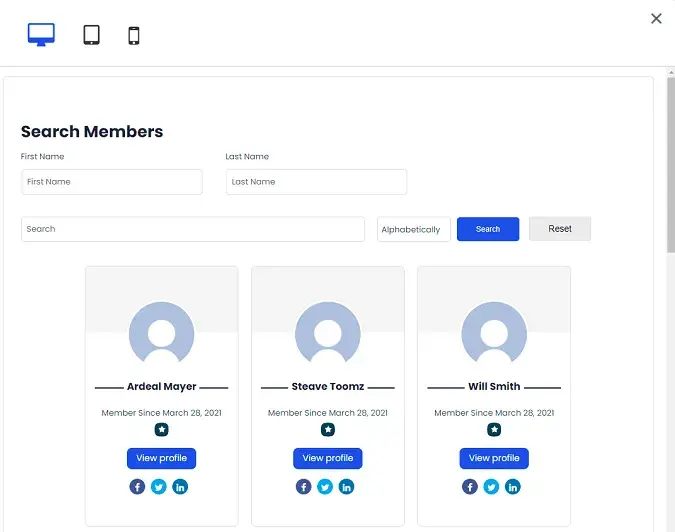 Search Members
First Name Last Name
First Name Last Name
Search Alphabetically Search Reset
Ardeal Mayer Steave Toomz Will Smith
Member Since March 28, 2021 Member Since March 28, 2021 Member Since March 28, 2021
View profile View profile View profile